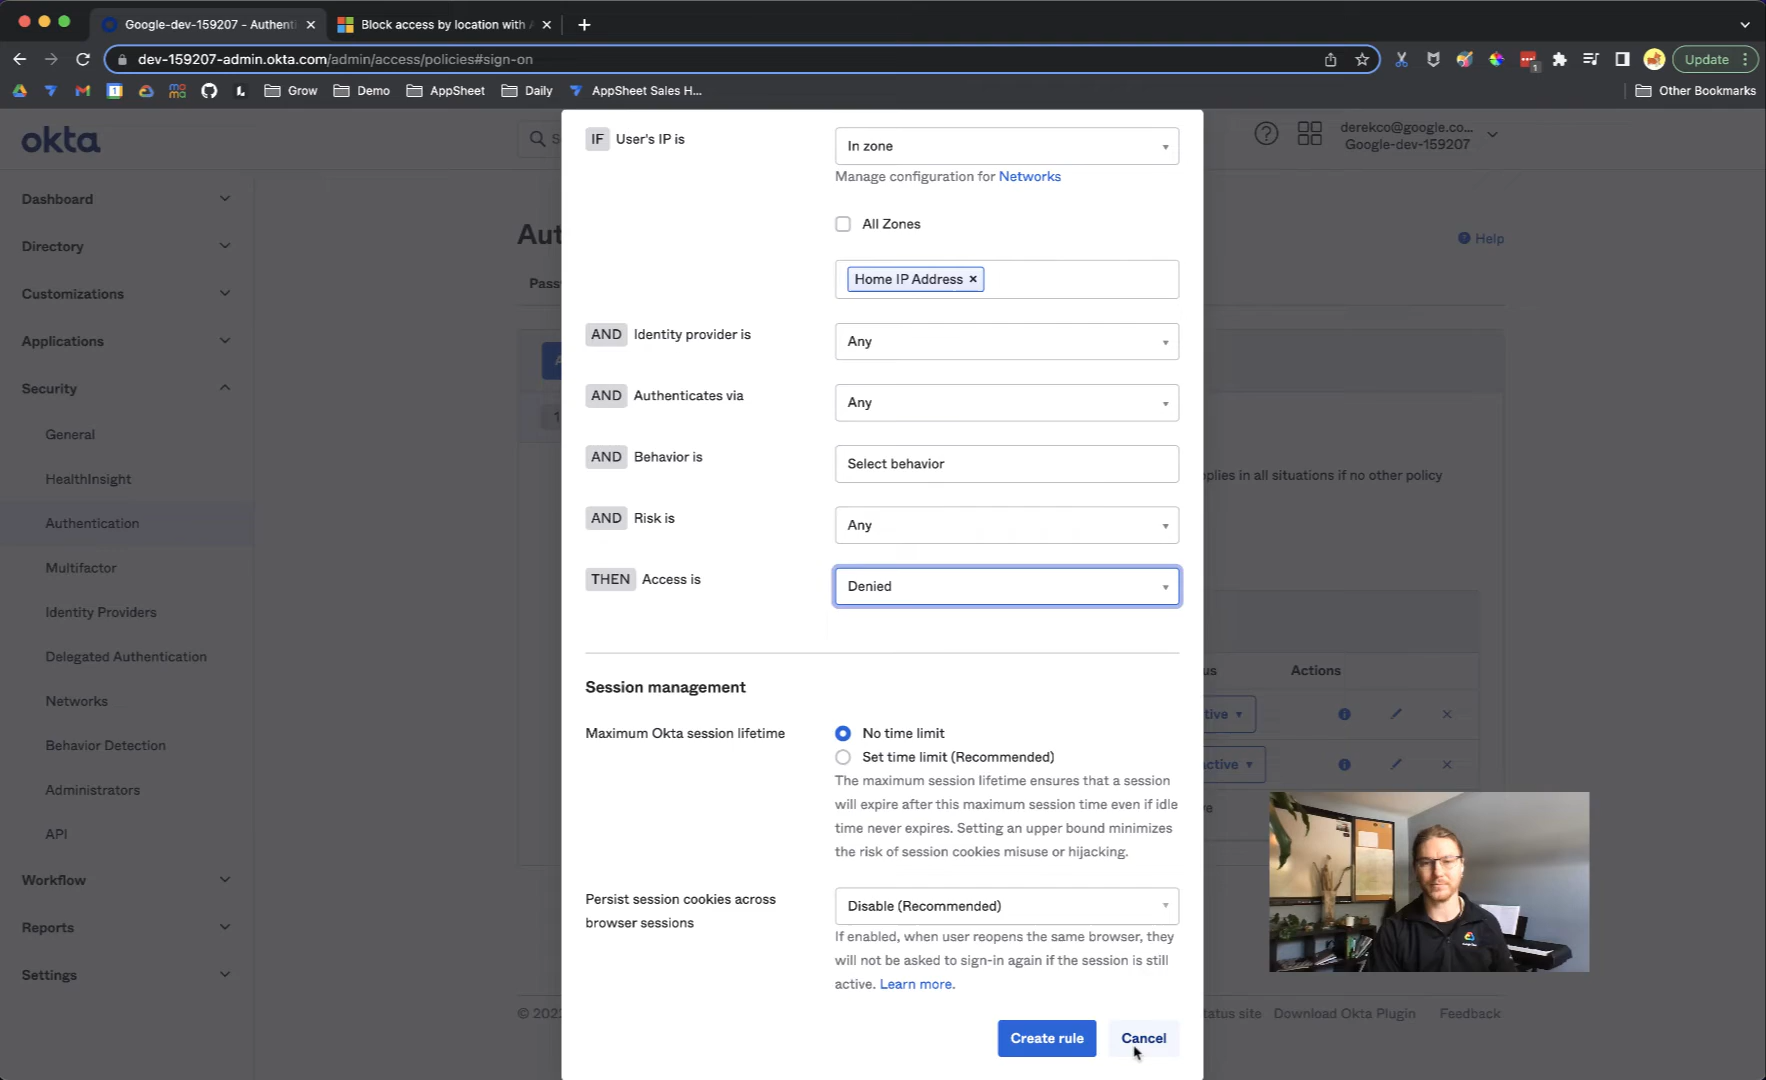 Google-dev-159207 - Authenti
Block access by location with
dev-159207-admin.okta.com/admin/access/policies#sign-on
Update
1
1
Grow
Demo
AppSheet
Daily
AppSheet Sales H...
Other Bookmarks
okta
S
derekco@google.co...
Google-dev-159207
Dashboard
Directory
Customizations
Applications
Security
General
HealthInsight
Authentication
Multifactor
Identity Providers
Delegated Authentication
Networks
Behavior Detection
Administrators
API
Workflow
Reports
Settings
Aut
Help
Pass
A
1
IF User's IP is
In zone
Manage configuration for Networks
All Zones
Home IP Address ×
AND Identity provider is
Any
AND Authenticates via
Any
AND Behavior is
Select behavior
AND Risk is
Any
THEN Access is
Denied
Session management
Maximum Okta session lifetime
No time limit
Set time limit (Recommended)
The maximum session lifetime ensures that a session
will expire after this maximum session time even if idle
time never expires. Setting an upper bound minimizes
the risk of session cookies misuse or hijacking.
Persist session cookies across
browser sessions
Disable (Recommended)
If enabled, when user reopens the same browser, they
will not be asked to sign-in again if the session is still
active. Learn more.
Create rule
Cancel
plies in all situations if no other policy
us
Actions
tive
ctive
ve
© 202
tatus site
Download Okta Plugin
Feedback